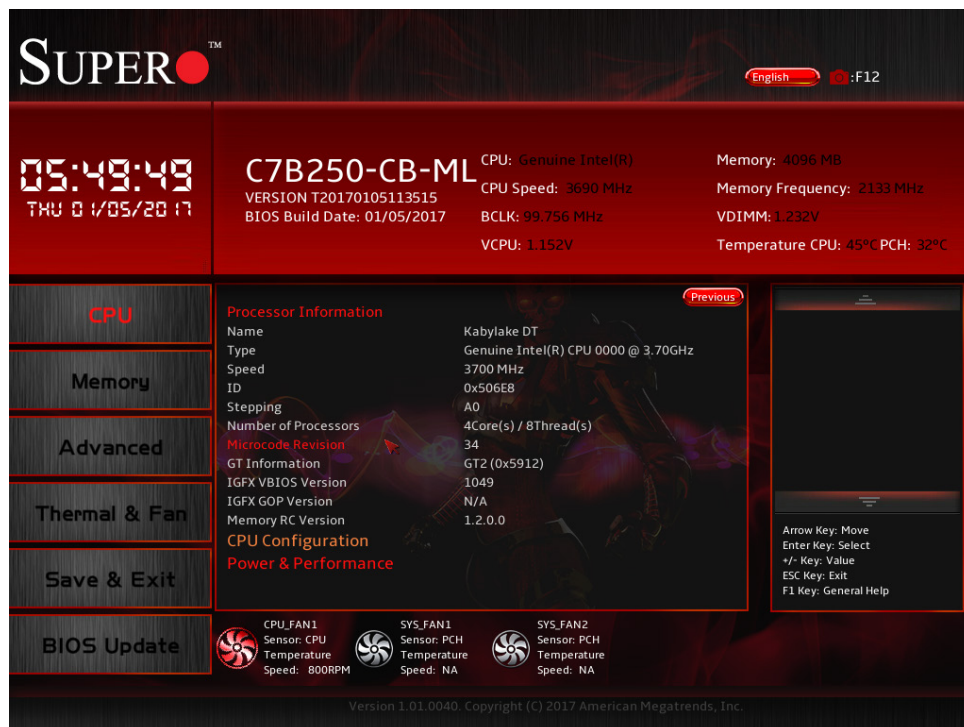 SUPER TM
English :F12
05:49:49
THU 01/05/2017
C7B250-CB-ML
VERSION T20170105113515
BIOS Build Date: 01/05/2017
CPU: Genuine Intel(R)
CPU Speed: 3690 MHz
BCLK: 99.756 MHz
VCPU: 1.152V
Memory: 4096 MB
Memory Frequency: 2133 MHz
VDIMM: 1.232V
Temperature CPU: 45°C PCH: 32°C
CPU
Memory
Advanced
Thermal & Fan
Save & Exit
BIOS Update
Previous
Processor Information
Name Kabylake DT
Type Genuine Intel(R) CPU 0000 @ 3.70GHz
Speed 3700 MHz
ID 0x506E8
Stepping A0
Number of Processors 4Core(s) / 8Thread(s)
Microcode Revision 34
GT Information GT2 (0x5912)
IGFX VBIOS Version 1049
IGFX GOP Version N/A
Memory RC Version 1.2.0.0
CPU Configuration
Power & Performance
Arrow Key: Move
Enter Key: Select
+/- Key: Value
ESC Key: Exit
F1 Key: General Help
CPU_FAN1
Sensor: CPU
Temperature
Speed: 800RPM
SYS_FAN1
Sensor: PCH
Temperature
Speed: NA
SYS_FAN2
Sensor: PCH
Temperature
Speed: NA
Version 1.01.0040. Copyright (C) 2017 American Megatrends, Inc.